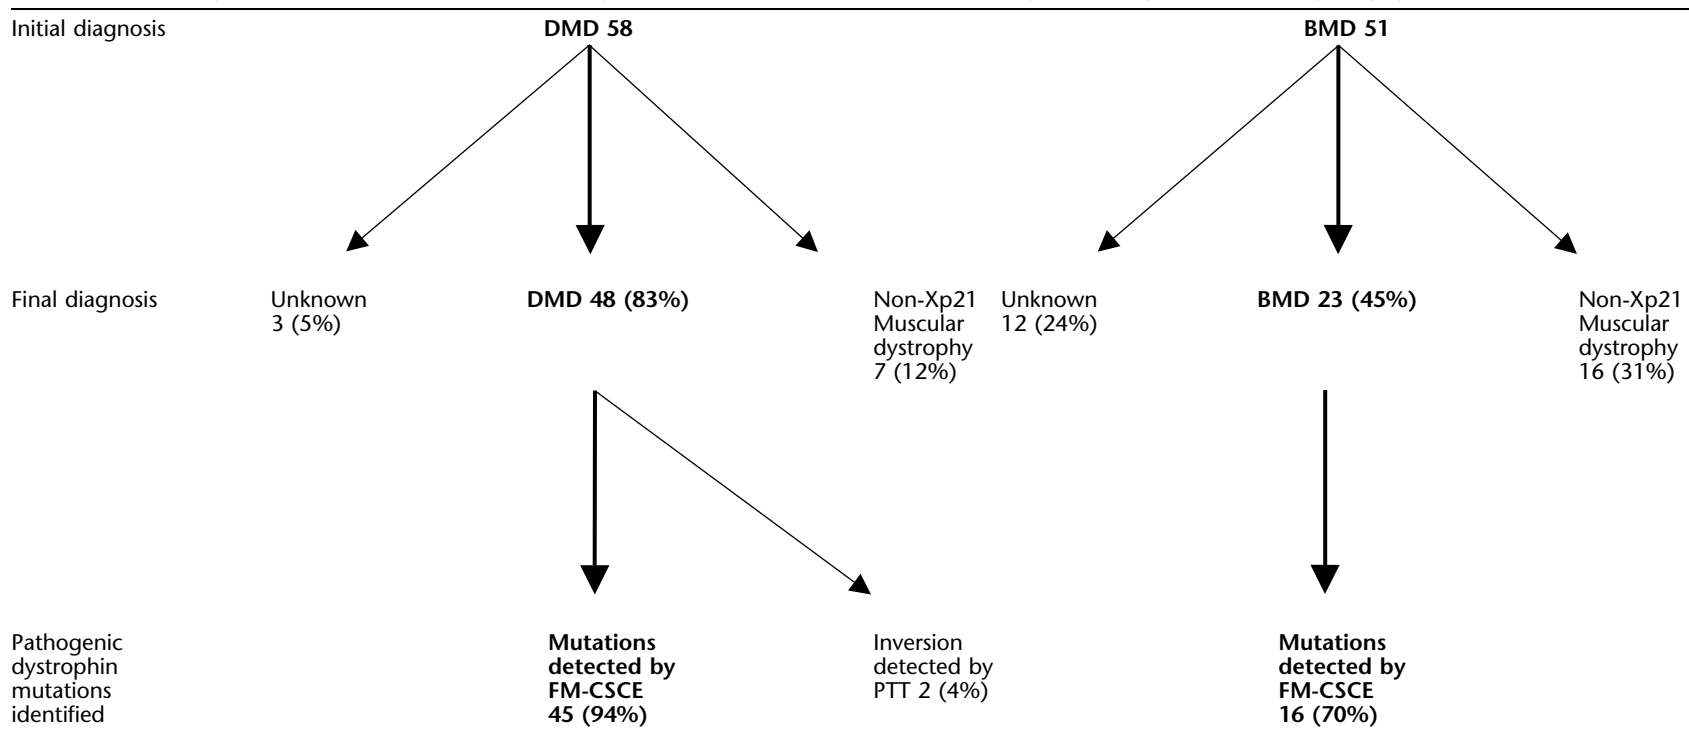 Initial diagnosis
DMD 58
BMD 51
Final diagnosis
Unknown
3 (5%)
DMD 48 (83%)
Non-Xp21
Muscular
dystrophy
7 (12%)
Unknown
12 (24%)
BMD 23 (45%)
Non-Xp21
Muscular
dystrophy
16 (31%)
Pathogenic
dystrophin
mutations
identified
Mutations
detected by
FM-CSCE
45 (94%)
Inversion
detected by
PTT 2 (4%)
Mutations
detected by
FM-CSCE
16 (70%)